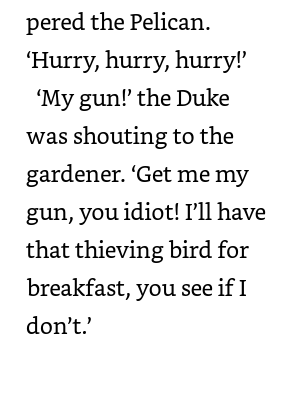 pered the Pelican.
‘Hurry, hurry, hurry!’
‘My gun!’ the Duke
was shouting to the
gardener. ‘Get me my
gun, you idiot! I’ll have
that thieving bird for
breakfast, you see if I
don’t.’